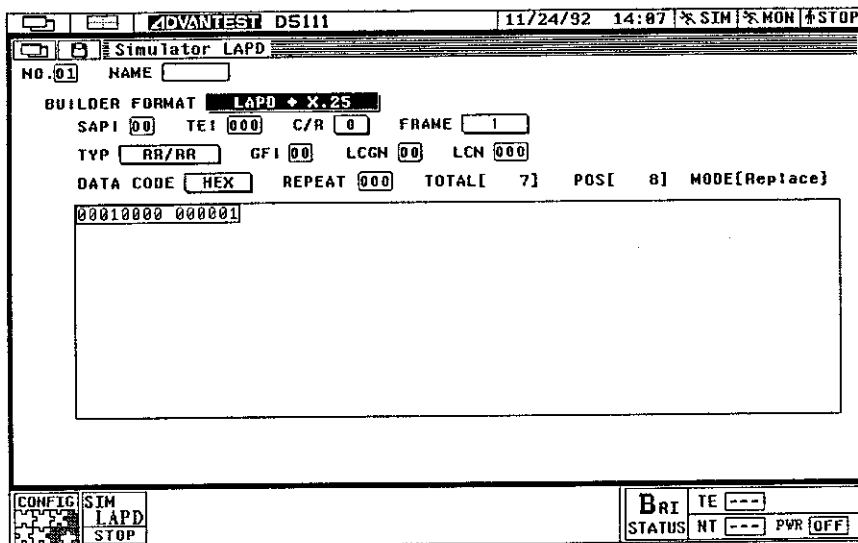 ADVANTEST D5111 11/24/92 14:07 SIM MON STOP
Simulator LAPD
NO.01 NAME
BUILDER FORMAT LAPD + X.25
SAPI 00 TEI 000 C/R 0 FRAME 1
TYP RR/RR GFI 00 LCGN 00 LCN 000
DATA CODE HEX REPEAT 000 TOTAL[ 7] POS[ 8] MODE[Replace]
00010000 000001
CONFIG SIM LAPD STOP
BRI STATUS TE --- NT --- PWR OFF